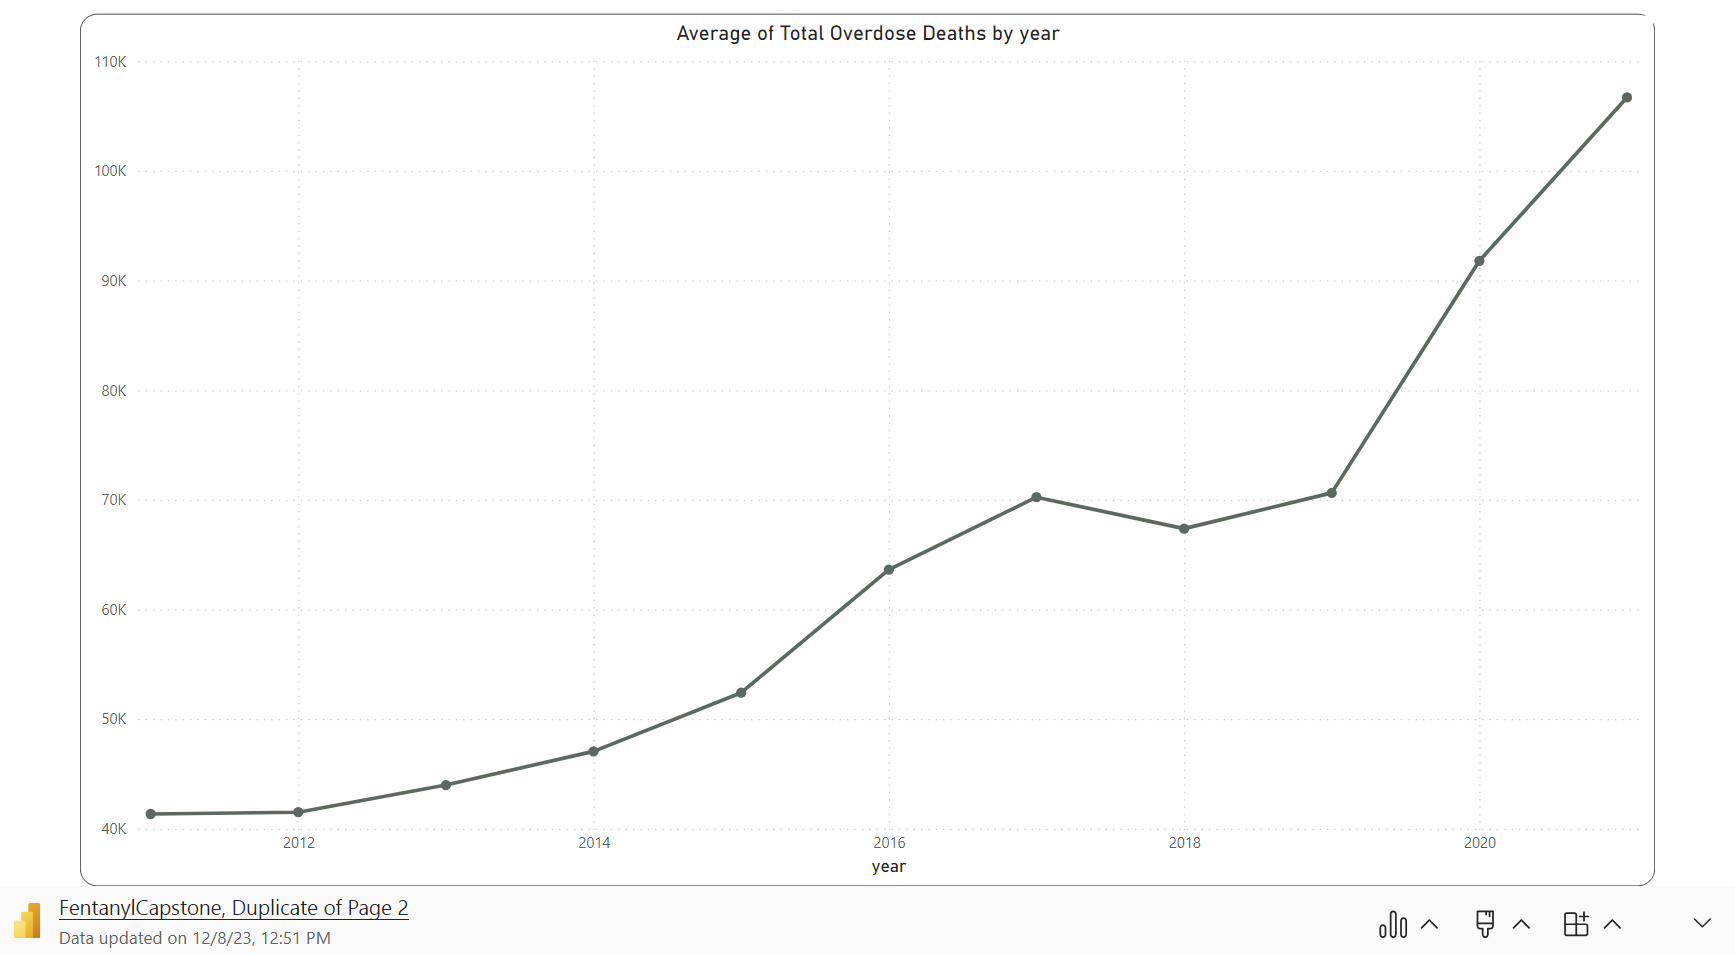 Average of Total Overdose Deaths by year
110K
100K
90K
80K
70K
60K
50K
40K
2012 2014 2016 2018 2020
year
FentanylCapstone, Duplicate of Page 2
Data updated on 12/8/23, 12:51 PM